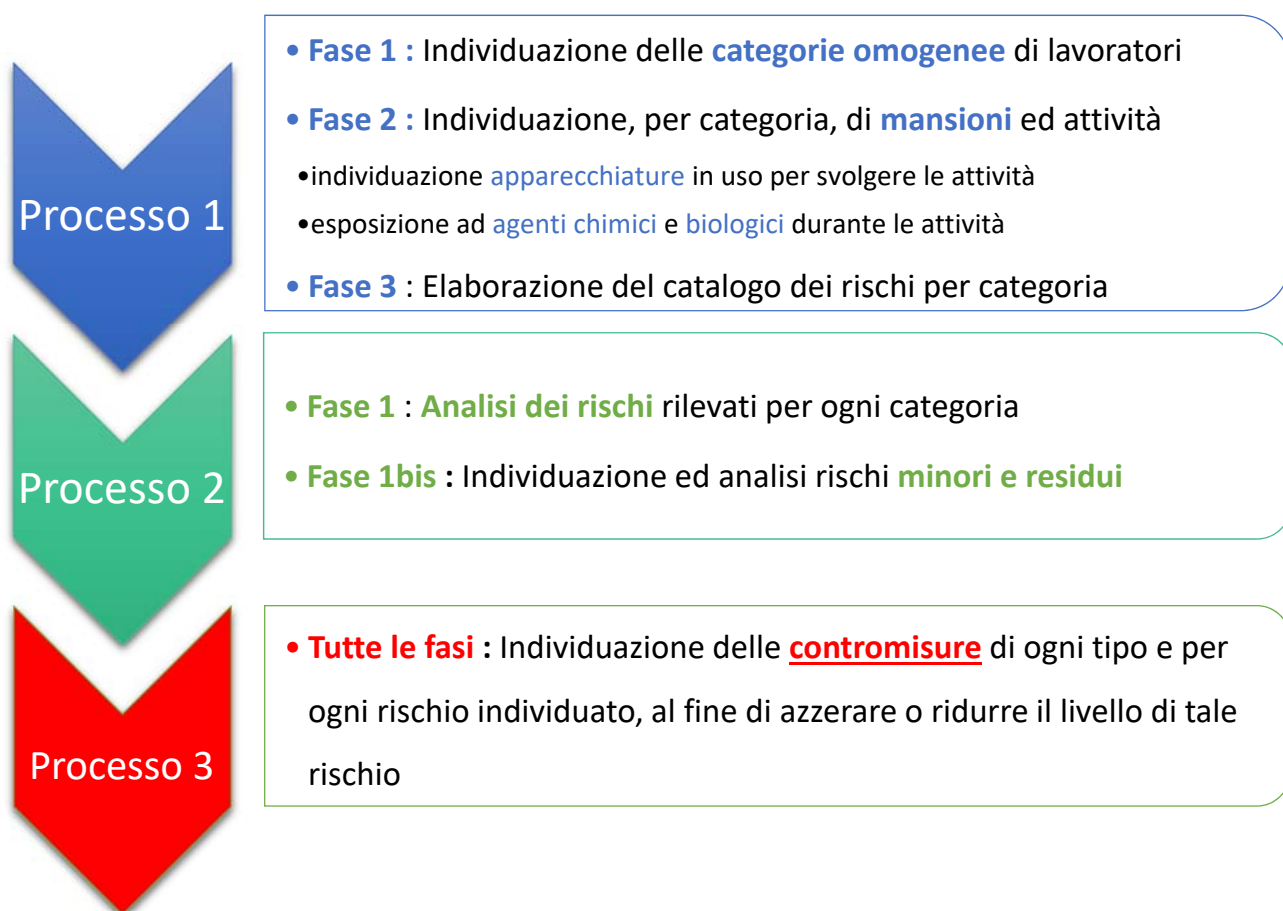 Processo 1
• Fase 1 : Individuazione delle categorie omogenee di lavoratori
• Fase 2 : Individuazione, per categoria, di mansioni ed attività
•individuazione apparecchiature in uso per svolgere le attività
•esposizione ad agenti chimici e biologici durante le attività
• Fase 3 : Elaborazione del catalogo dei rischi per categoria
Processo 2
• Fase 1 : Analisi dei rischi rilevati per ogni categoria
• Fase 1bis : Individuazione ed analisi rischi minori e residui
Processo 3
• Tutte le fasi : Individuazione delle contromisure di ogni tipo e per
ogni rischio individuato, al fine di azzerare o ridurre il livello di tale
rischio